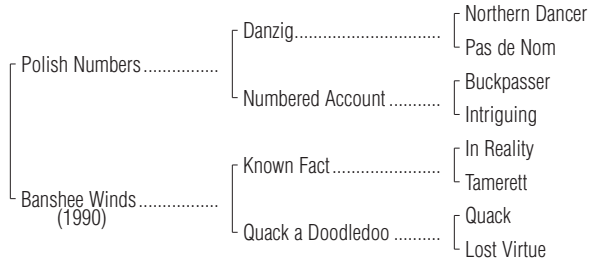 Northern Dancer
Danzig..............................
Pas de Nom
Polish Numbers................
Buckpasser
Numbered Account ...........
Intriguing
In Reality
Known Fact......................
Tamerett
Banshee Winds.................
(1990)
Quack
Quack a Doodledoo ..........
Lost Virtue